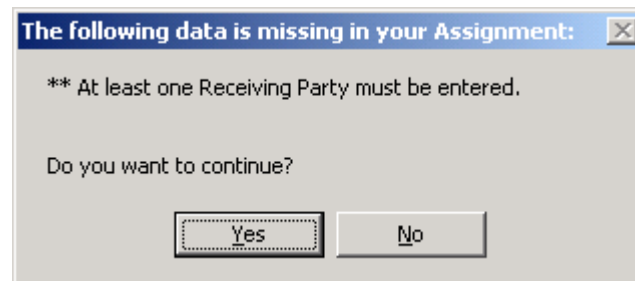 The following data is missing in your Assignment:
** At least one Receiving Party must be entered.
Do you want to continue?
Yes
No